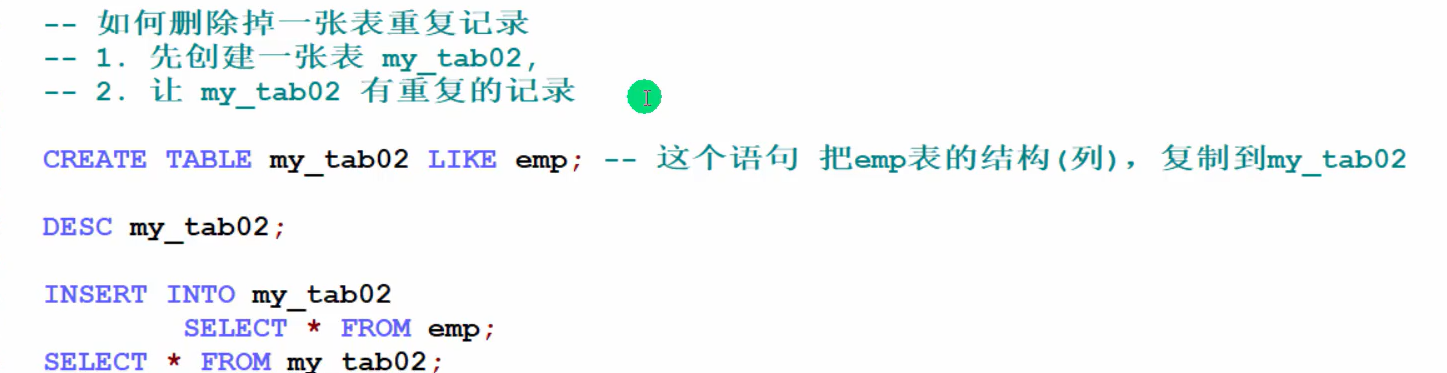 -- 如何删除掉一张表重复记录
-- 1. 先创建一张表 my_tab02,
-- 2. 让 my_tab02 有重复的记录
CREATE TABLE my_tab02 LIKE emp; -- 这个语句 把emp表的结构(列)，复制到my_tab02
DESC my_tab02;
INSERT INTO my_tab02
SELECT * FROM emp;
SELECT * FROM my_tab02;